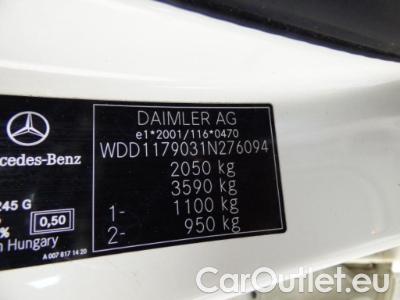 DAIMLER AG
e1*2001/116*0470
WDD1179031N276094
2050 kg
3590 kg
1- 1100 kg
2- 950 kg
cedes-Benz
245 G
% 0,50
Hungary
A 007 817 14 20
CarOutlet.eu